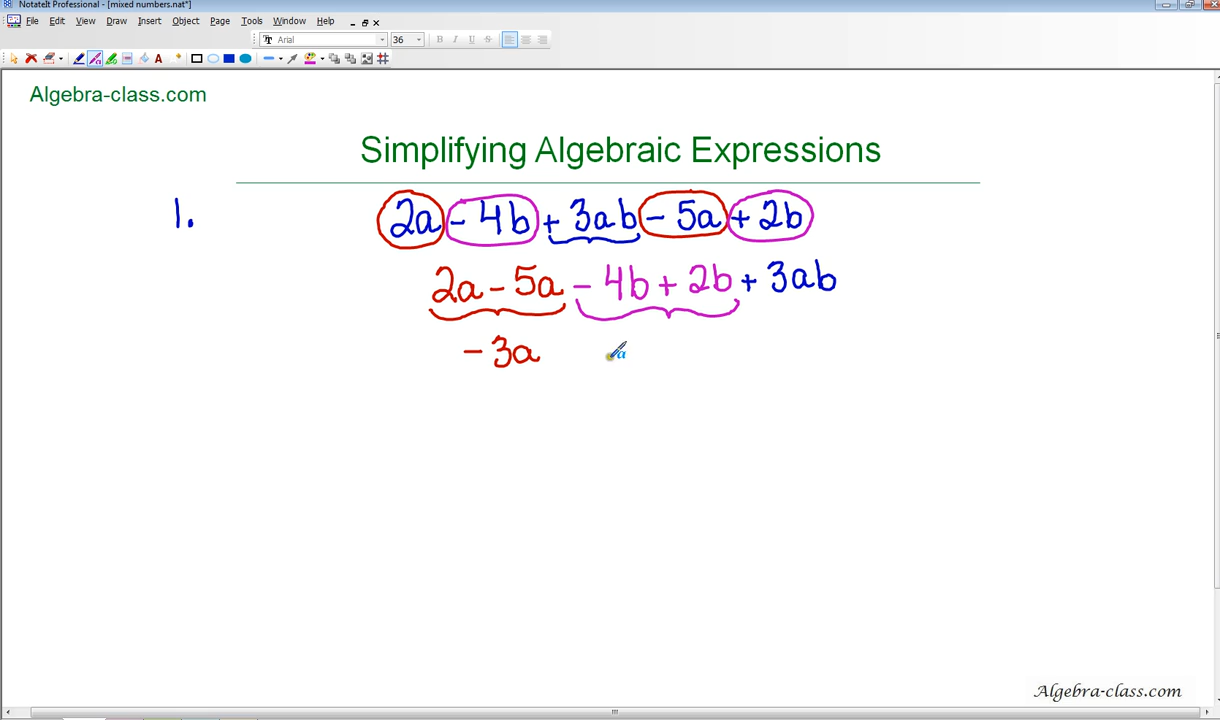 NotateIt Professional - [mixed numbers.nat*]
File Edit View Draw Insert Object Page Tools Window Help
Arial 36 B I U S
Algebra-class.com
Simplifying Algebraic Expressions
1. 2a - 4b + 3ab - 5a + 2b
2a - 5a - 4b + 2b + 3ab
- 3a
Algebra-class.com